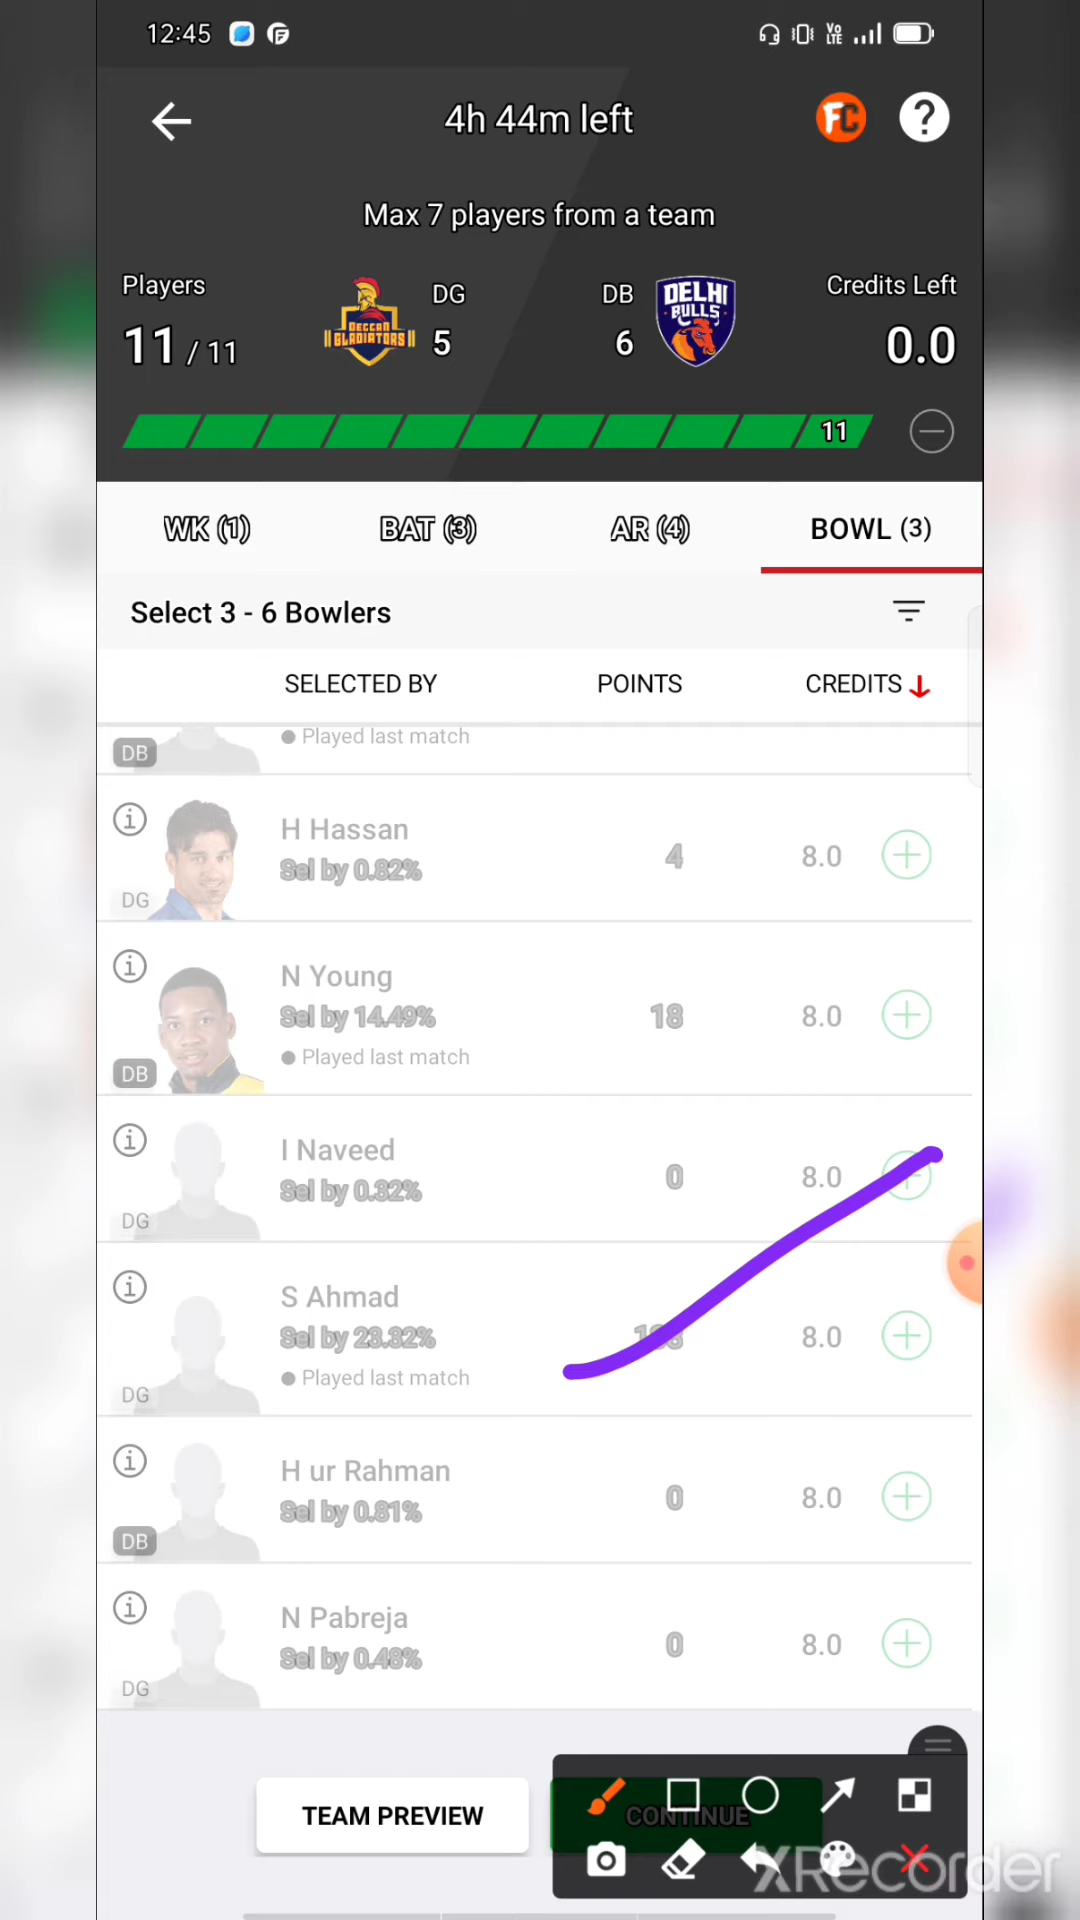 12:45
Vo LTE
4h 44m left
FC
?
Max 7 players from a team
Players
DG
DB
Credits Left
DECCAN GLADIATORS
DELHI BULLS
11 / 11
5
6
0.0
11
WK (1)
BAT (3)
AR (4)
BOWL (3)
Select 3 - 6 Bowlers
SELECTED BY
POINTS
CREDITS
DB
Played last match
H Hassan
Sel by 0.82%
4
8.0
DG
N Young
Sel by 14.49%
18
8.0
Played last match
DB
I Naveed
Sel by 0.32%
0
8.0
DG
S Ahmad
Sel by 23.32%
8.0
Played last match
DG
H ur Rahman
Sel by 0.81%
0
8.0
DB
N Pabreja
Sel by 0.48%
0
8.0
DG
TEAM PREVIEW
CONTINUE
XRecorder